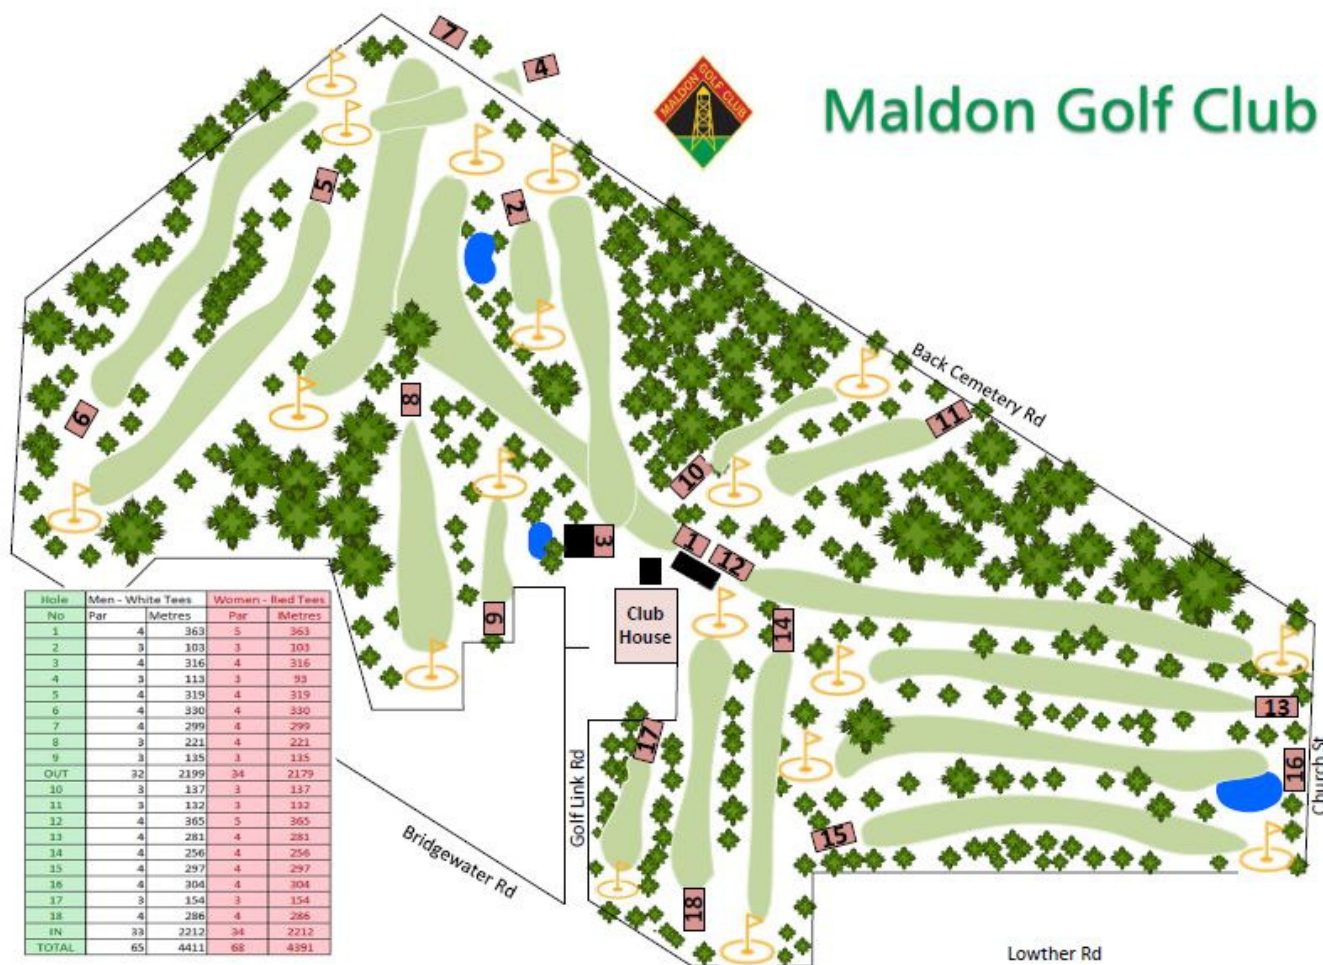 7
4
MALDON GOLF CLUB
Maldon Golf Club
5
2
Back Cemetery Rd
6
8
11
10
3
1
12
9
Club
House
14
13
17
16
Golf Link Rd
Church St
15
Bridgewater Rd
18
Lowther Rd
Hole Men - White Tees Women - Red Tees
No Par Metres Par Metres
1 4 363 5 363
2 3 103 3 103
3 4 316 4 316
4 3 113 3 93
5 4 319 4 319
6 4 330 4 330
7 4 299 4 299
8 3 221 4 221
9 3 135 3 135
OUT 32 2199 34 2179
10 3 137 3 137
11 3 132 3 132
12 4 365 5 365
13 4 281 4 281
14 4 256 4 256
15 4 297 4 297
16 4 304 4 304
17 3 154 3 154
18 4 286 4 286
IN 33 2212 34 2212
TOTAL 65 4411 68 4391